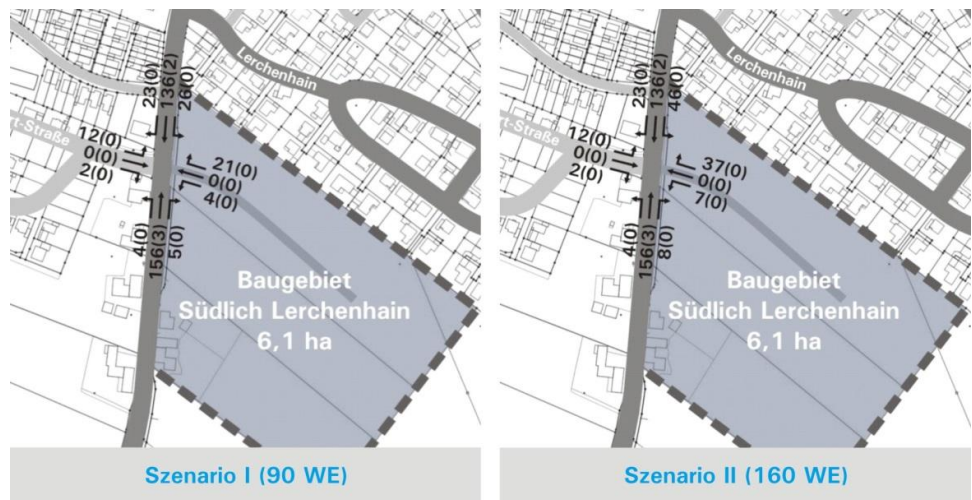 Lerchenhain
rt-Straße
23(0)
136(2)
26(0)
12(0)
0(0)
2(0)
21(0)
0(0)
4(0)
4(0)
156(3)
5(0)
Baugebiet
Südlich Lerchenhain
6,1 ha
Szenario I (90 WE)
Lerchenhain
rt-Straße
23(0)
136(2)
46(0)
12(0)
0(0)
2(0)
37(0)
0(0)
7(0)
4(0)
156(3)
8(0)
Baugebiet
Südlich Lerchenhain
6,1 ha
Szenario II (160 WE)